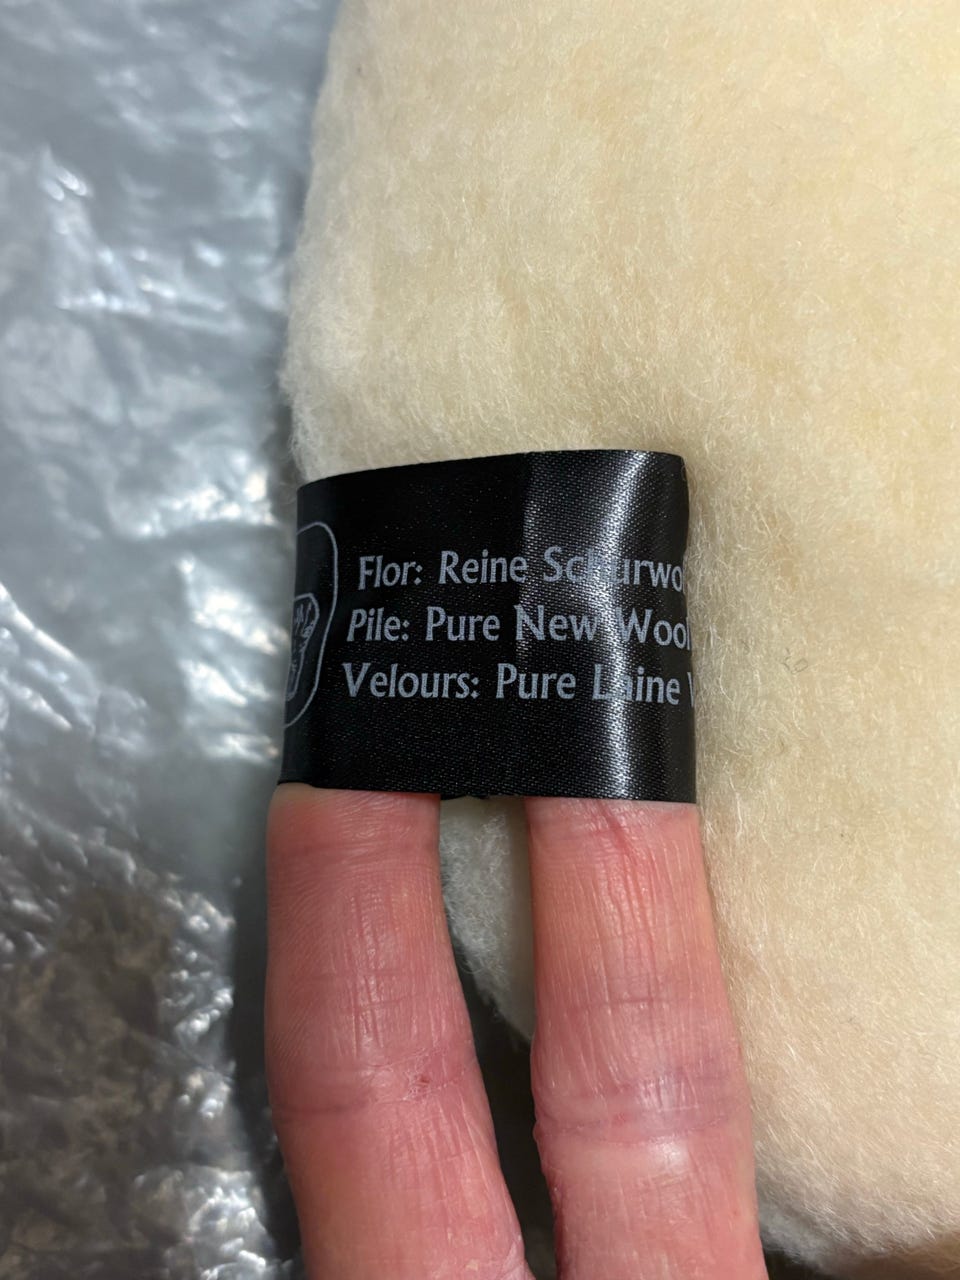 Flor: Reine Schurwo
Pile: Pure New Wool
Velours: Pure Laine V